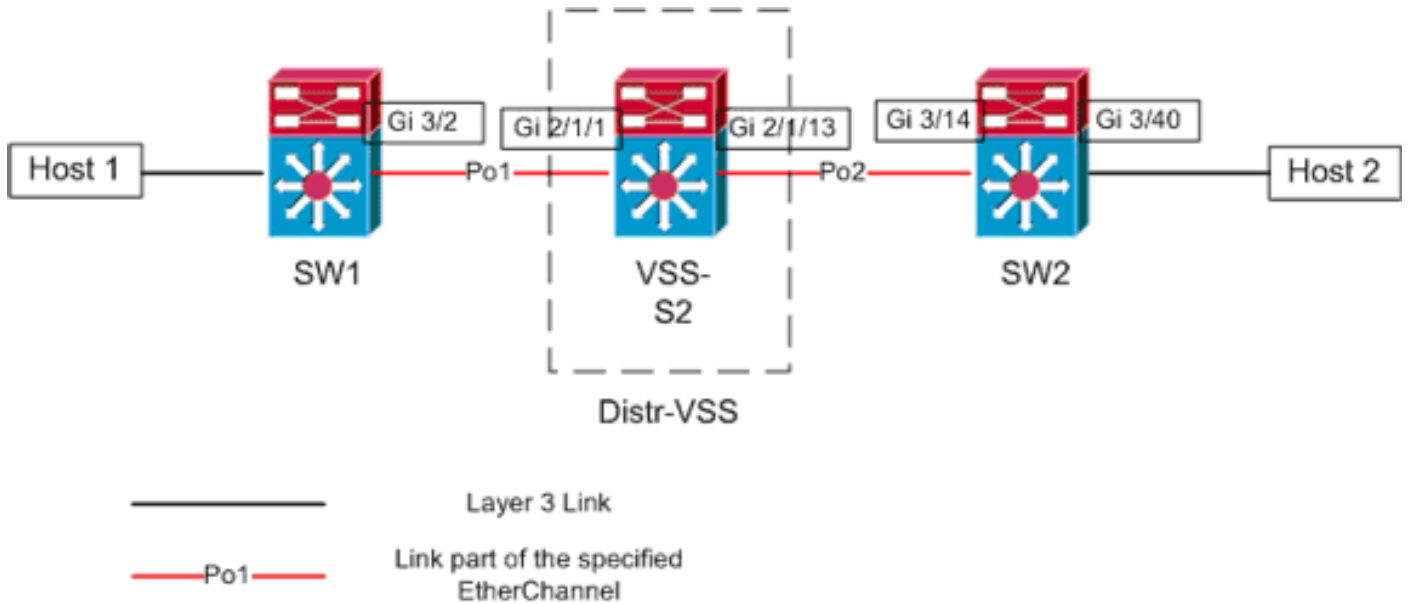 Gi 3/2
Gi 2/1/1
Gi 2/1/13
Gi 3/14
Gi 3/40
Host 1
Po1
Po2
Host 2
SW1
VSS-
S2
SW2
Distr-VSS
Layer 3 Link
Po1
Link part of the specified
EtherChannel